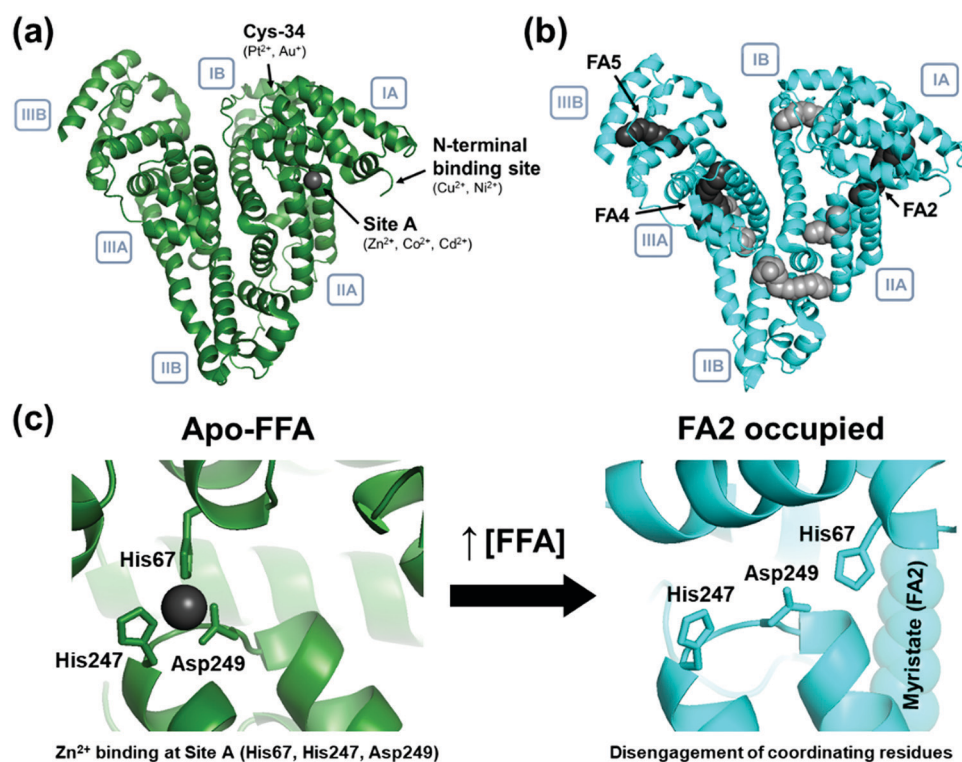 (a)
Cys-34
(Pt²⁺, Au⁺)
IB
IA
IIIB
N-terminal
binding site
(Cu²⁺, Ni²⁺)
Site A
(Zn²⁺, Co²⁺, Cd²⁺)
IIIA
IIA
IIB
(b)
FA5
IB
IA
IIIB
FA4
FA2
IIIA
IIA
IIB
(c)
Apo-FFA
His67
His247
Asp249
Zn²⁺ binding at Site A (His67, His247, Asp249)
↑ [FFA]
FA2 occupied
His67
Asp249
His247
Myristate (FA2)
Disengagement of coordinating residues